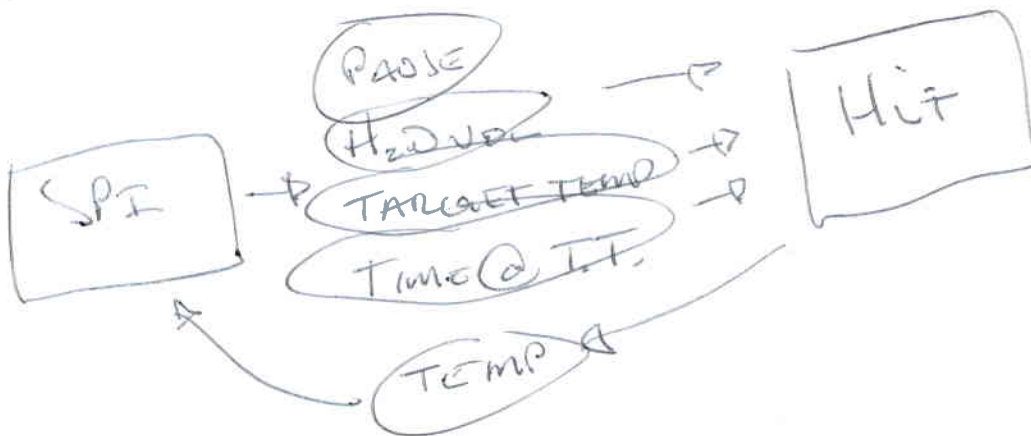 PAUSE
H₂O VOL
SPI
TARGET TEMP
TIME @ T.T.
TEMP
HLT